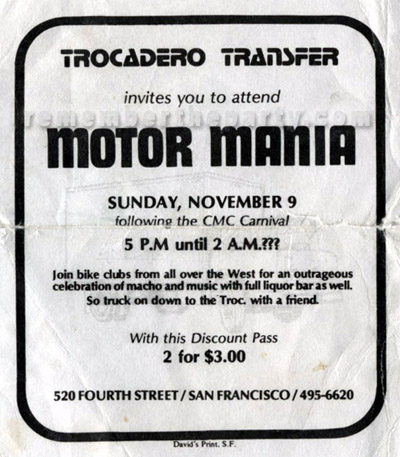 TROCADERO TRANSFER
invites you to attend
remembertheparty.com
MOTOR MANIA
SUNDAY, NOVEMBER 9
following the CMC Carnival
5 P.M until 2 A.M.???
Join bike clubs from all over the West for an outrageous
celebration of macho and music with full liquor bar as well.
So truck on down to the Troc. with a friend.
With this Discount Pass
2 for $3.00
520 FOURTH STREET / SAN FRANCISCO / 495-6620
David's Print, S.F.